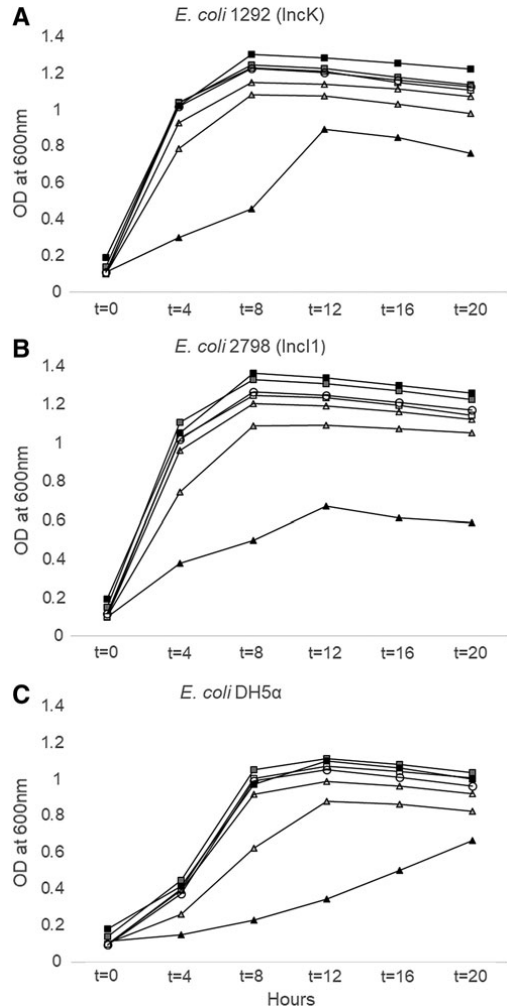 A
E. coli 1292 (IncK)
1.4
1.2
1
0.8
0.6
0.4
0.2
0
OD at 600nm
t=0 t=4 t=8 t=12 t=16 t=20
B
E. coli 2798 (IncI1)
1.4
1.2
1
0.8
0.6
0.4
0.2
0
OD at 600nm
t=0 t=4 t=8 t=12 t=16 t=20
C
E. coli DH5α
1.4
1.2
1
0.8
0.6
0.4
0.2
0
OD at 600nm
t=0 t=4 t=8 t=12 t=16 t=20
Hours